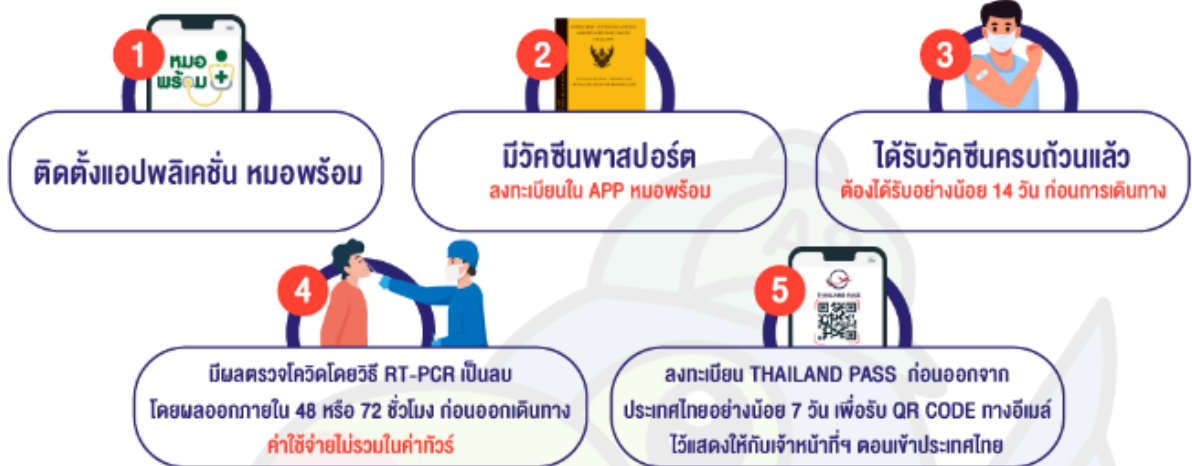 1
หมอ
พร้อม
ติดตั้งแอปพลิเคชั่น หมอพร้อม
2
มีวัคซีนพาสปอร์ต
ลงทะเบียนใน APP หมอพร้อม
3
ได้รับวัคซีนครบถ้วนแล้ว
ต้องได้รับอย่างน้อย 14 วัน ก่อนการเดินทาง
4
มีผลตรวจโควิดโดยวิธี RT-PCR เป็นลบ
โดยผลออกภายใน 48 หรือ 72 ชั่วโมง ก่อนออกเดินทาง
ค่าใช้จ่ายไม่รวมในค่าทัวร์
5
THAILAND PASS
ลงทะเบียน THAILAND PASS ก่อนออกจาก
ประเทศไทยอย่างน้อย 7 วัน เพื่อรับ QR CODE ทางอีเมล์
ไว้แสดงให้กับเจ้าหน้าที่ฯ ตอนเข้าประเทศไทย